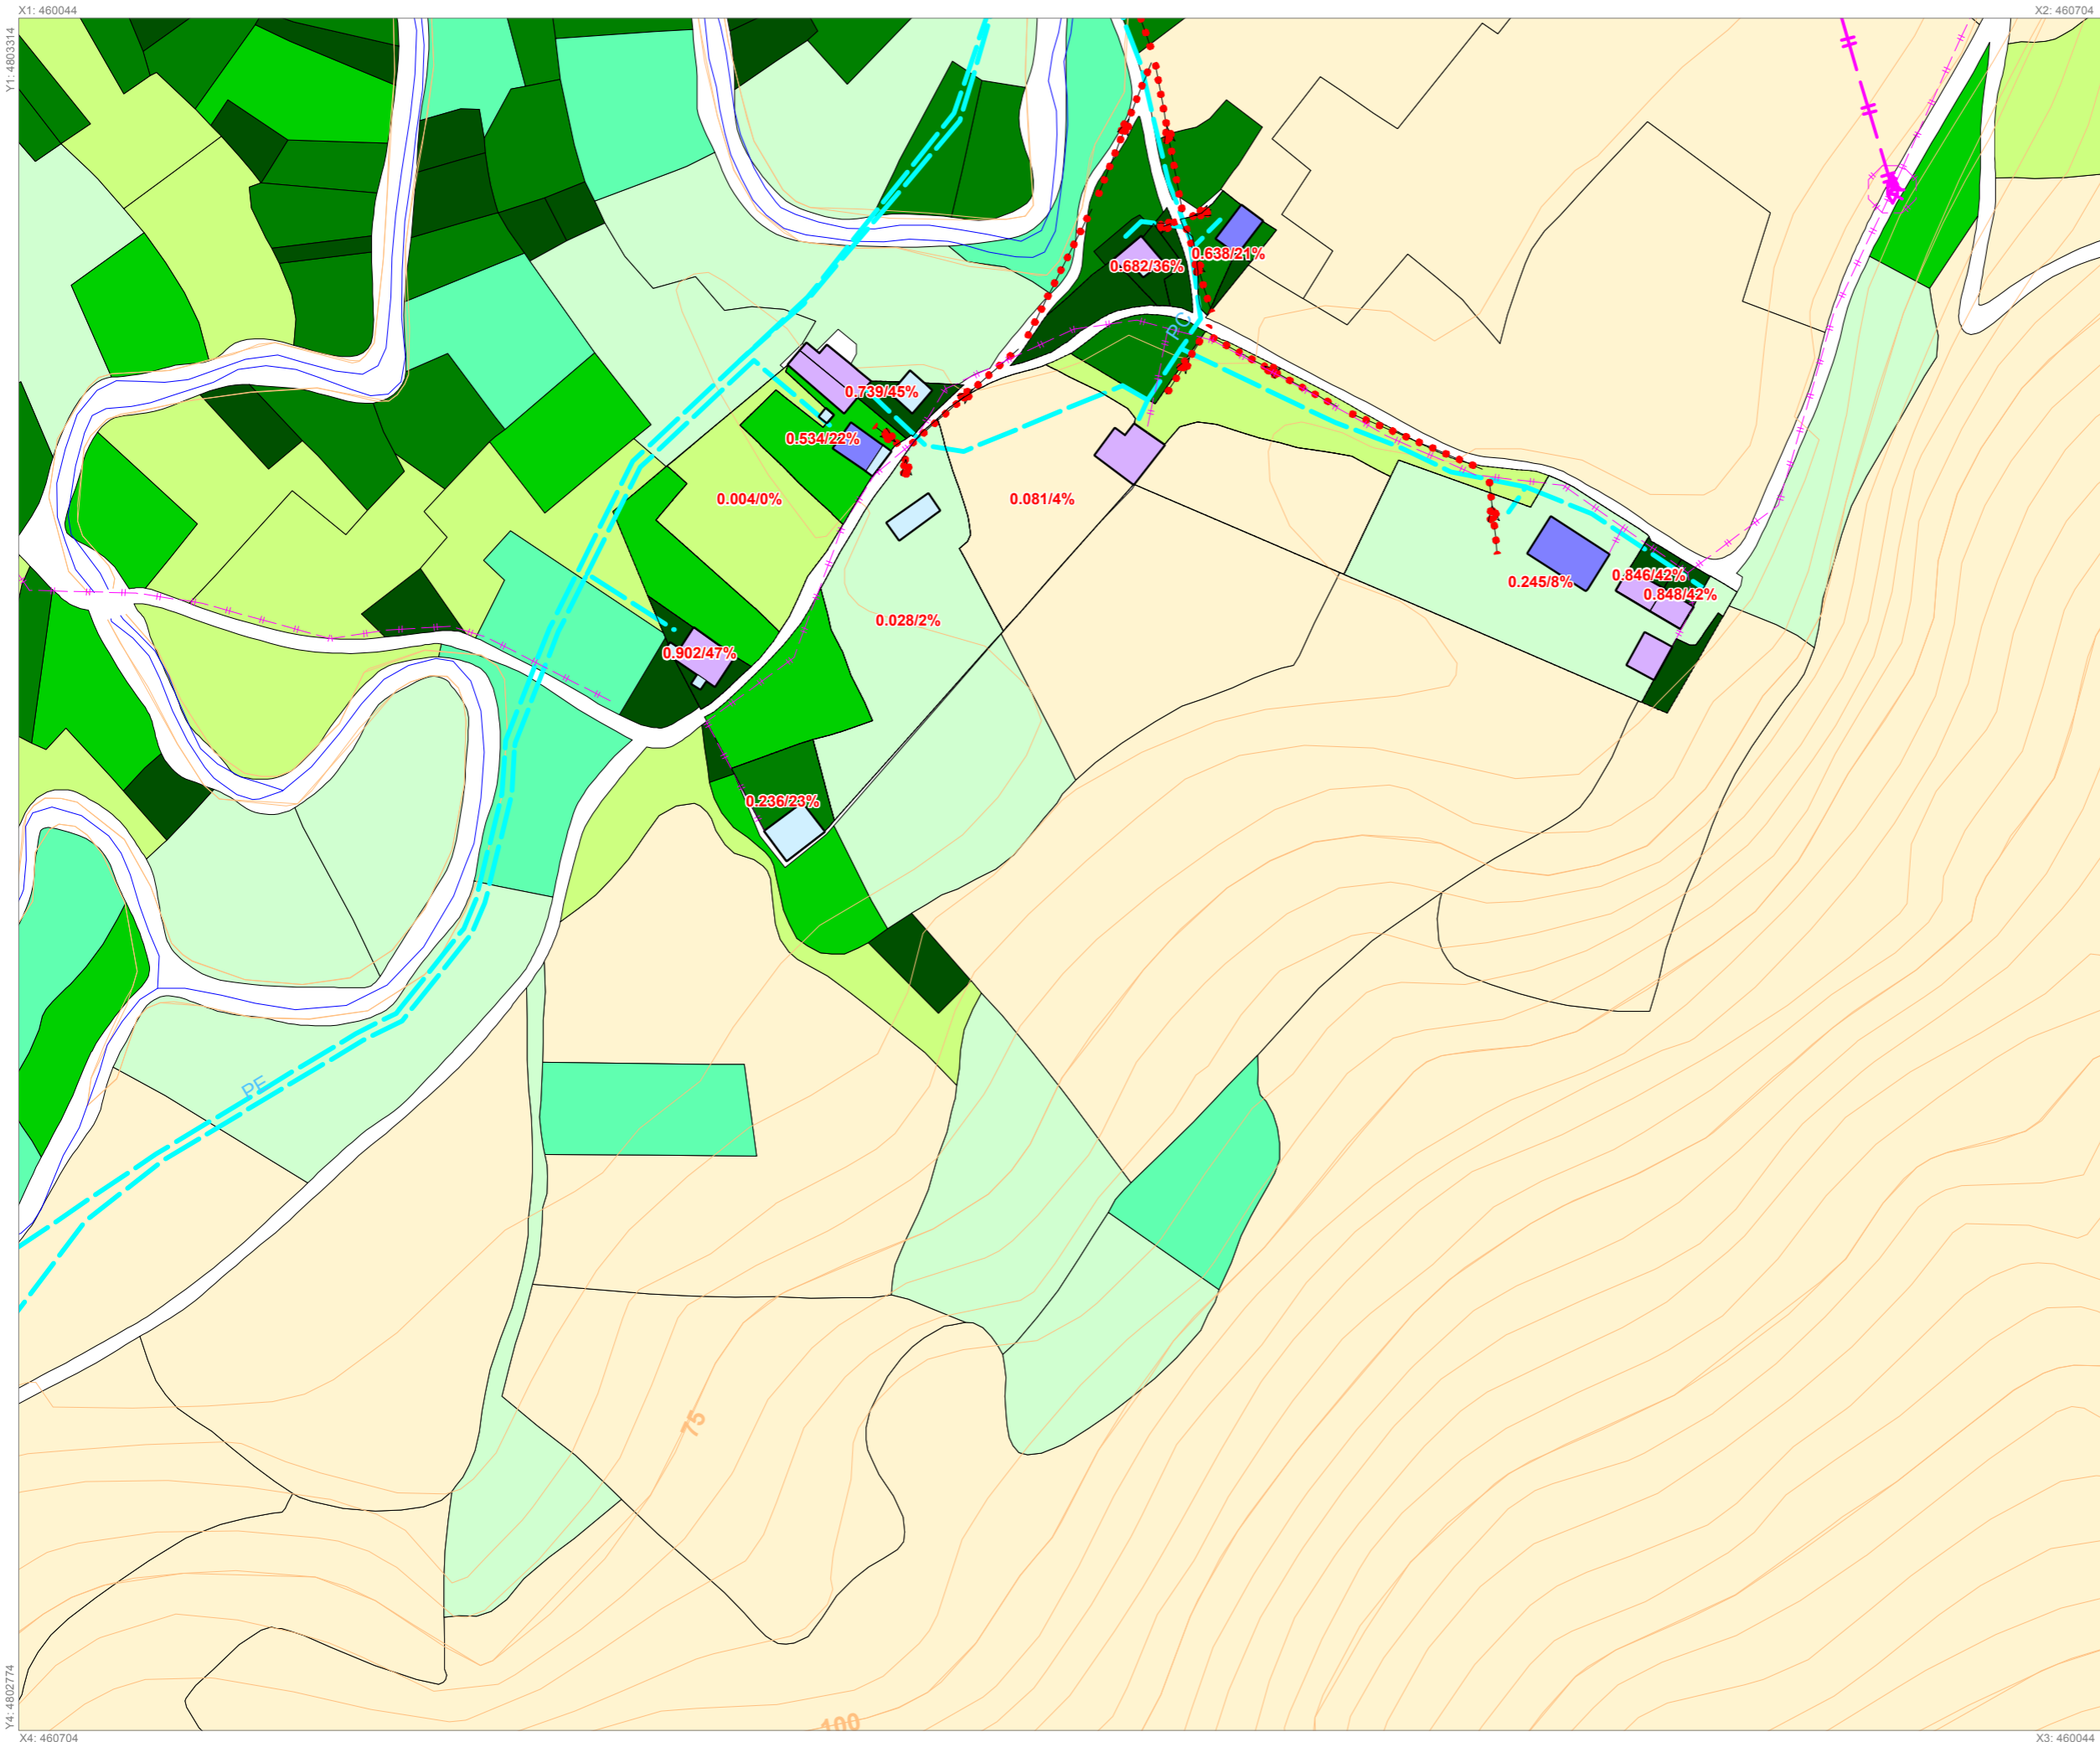 X1: 460044
X2: 460704
Y1: 4803314
0.638/21%
0.682/36%
PC
0.739/45%
0.534/22%
0.004/0%
0.081/4%
0.846/42%
0.245/8%
0.848/42%
0.028/2%
0.902/47%
0.236/23%
PE
75
100
Y4: 4802774
X4: 460704
X3: 460044